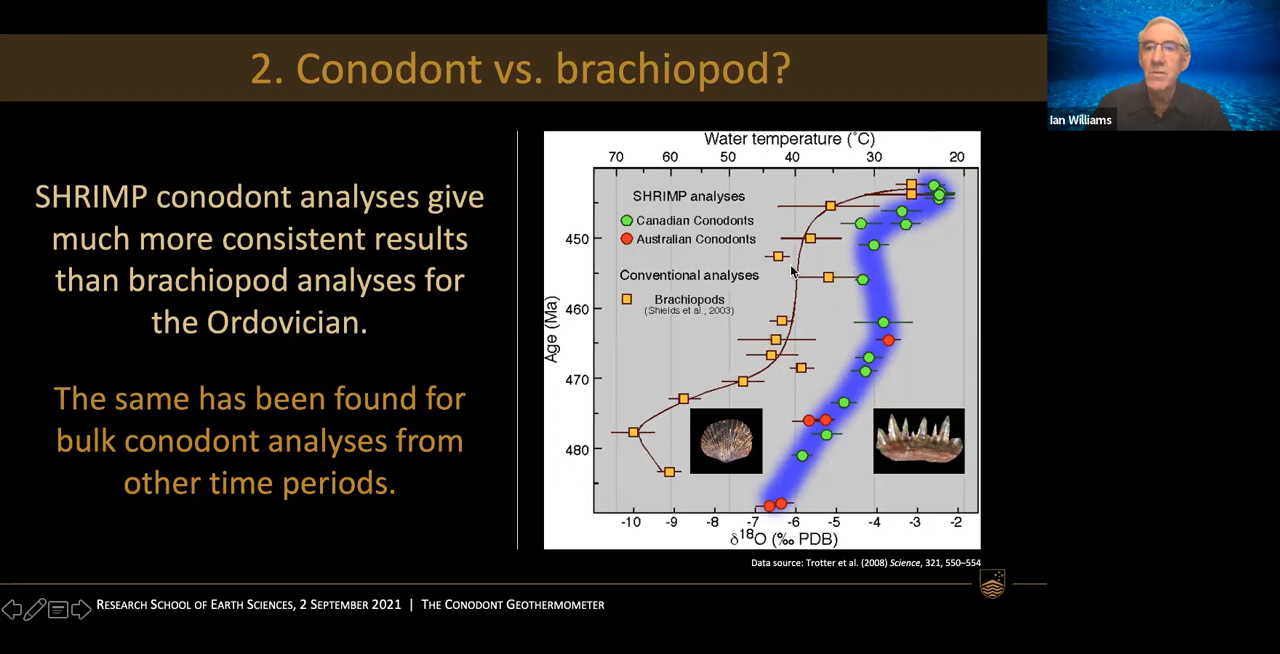 2. Conodont vs. brachiopod?
Ian Williams
SHRIMP conodont analyses give
much more consistent results
than brachiopod analyses for
the Ordovician.
The same has been found for
bulk conodont analyses from
other time periods.
Water temperature (˚C)
70 60 50 40 30 20
SHRIMP analyses
Canadian Conodonts
Australian Conodonts
Conventional analyses
Brachiopods
(Shields et al., 2003)
Age (Ma)
450
460
470
480
-10 -9 -8 -7 -6 -5 -4 -3 -2
δ¹⁸O (‰ PDB)
Data source: Trotter et al. (2008) Science, 321, 550–554
RESEARCH SCHOOL OF EARTH SCIENCES, 2 SEPTEMBER 2021 | THE CONODONT GEOTHERMOMETER